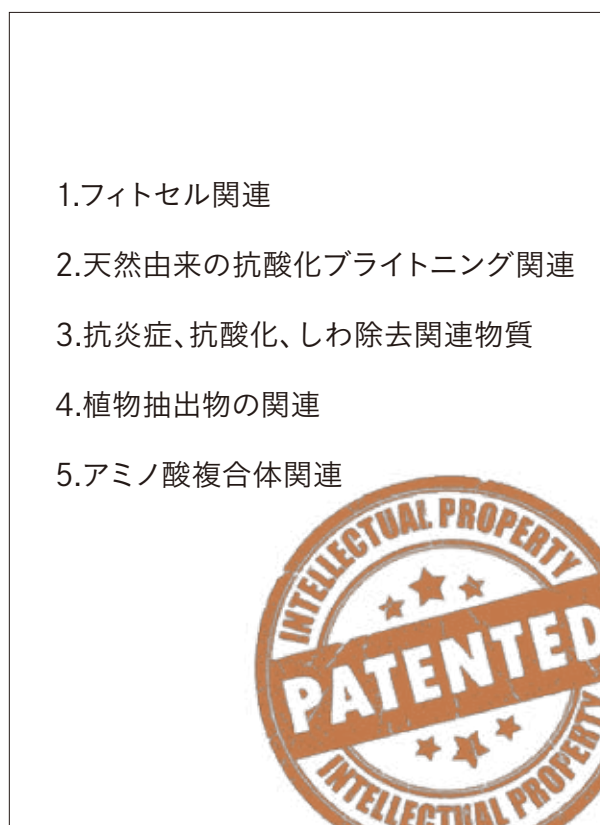 1.フィトセル関連
2.天然由来の抗酸化ブライトニング関連
3.抗炎症、抗酸化、しわ除去関連物質
4.植物抽出物の関連
5.アミノ酸複合体関連
INTELLECTUAL PROPERTY
PATENTED
INTELLECTUAL PROPERTY